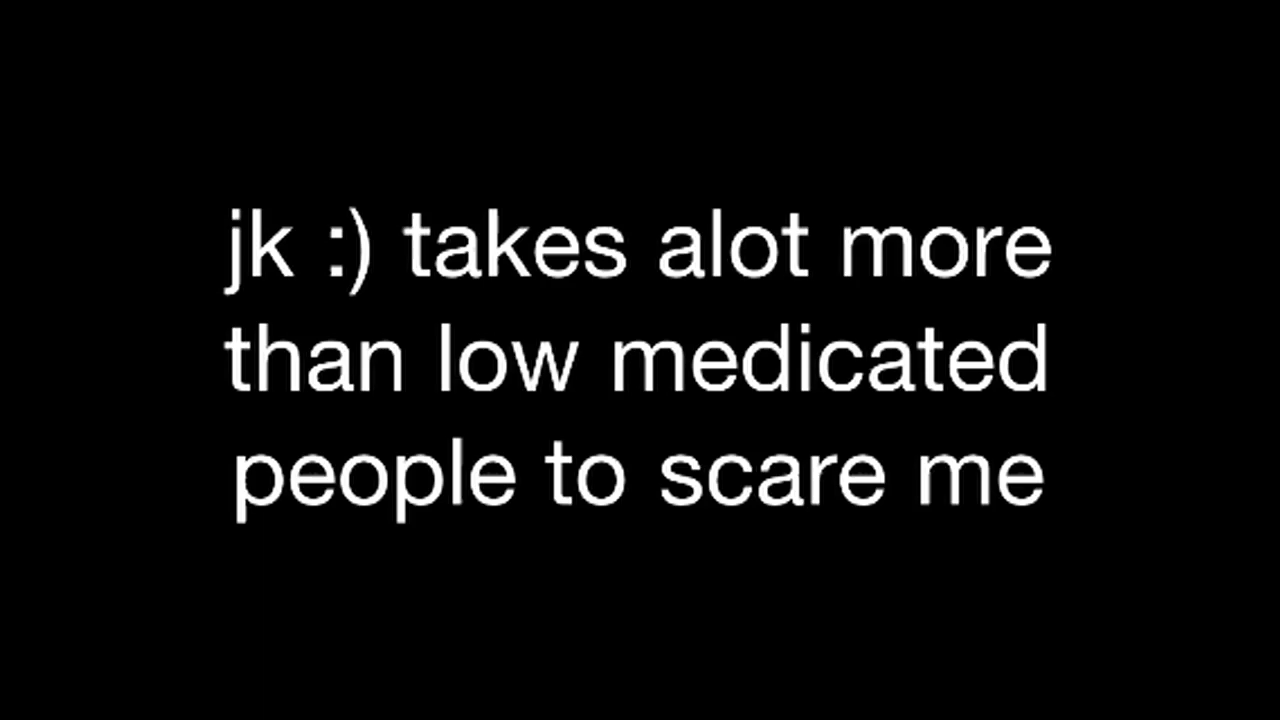 jk :) takes alot more
than low medicated
people to scare me